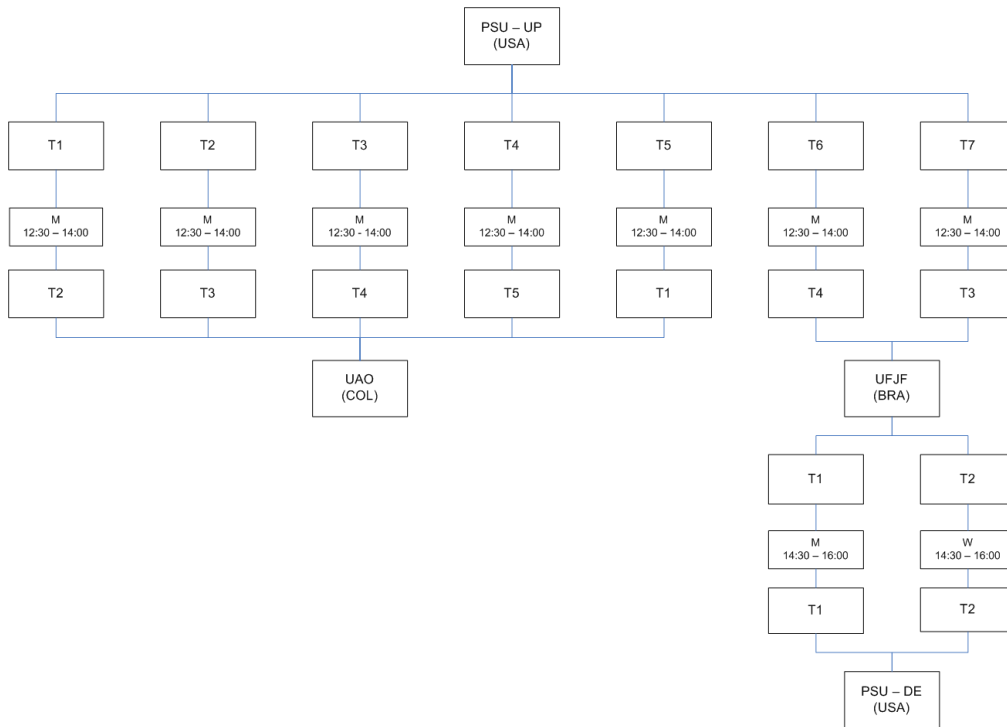 PSU – UP
(USA)
T1
T2
T3
T4
T5
T6
T7
M
12:30 – 14:00
M
12:30 – 14:00
M
12:30 - 14:00
M
12:30 – 14:00
M
12:30 – 14:00
M
12:30 – 14:00
M
12:30 – 14:00
T2
T3
T4
T5
T1
T4
T3
UAO
(COL)
UFJF
(BRA)
T1
T2
M
14:30 – 16:00
W
14:30 – 16:00
T1
T2
PSU – DE
(USA)